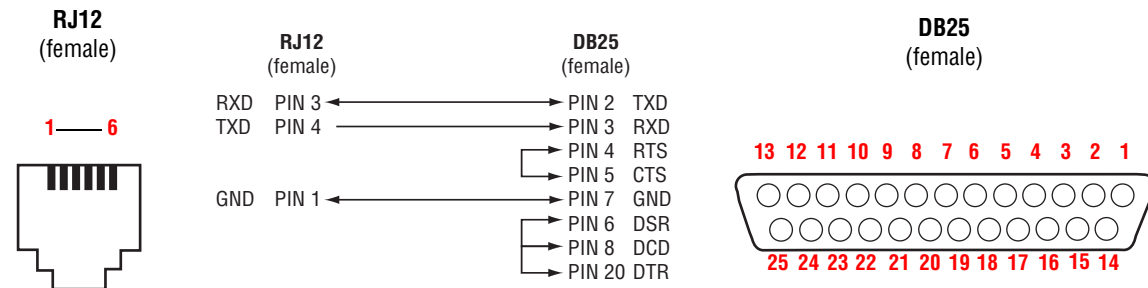 RJ12
(female)
1 6
RJ12
(female)
DB25
(female)
RXD PIN 3 PIN 2 TXD
TXD PIN 4 PIN 3 RXD
PIN 4 RTS
PIN 5 CTS
GND PIN 1 PIN 7 GND
PIN 6 DSR
PIN 8 DCD
PIN 20 DTR
DB25
(female)
13 12 11 10 9 8 7 6 5 4 3 2 1
25 24 23 22 21 20 19 18 17 16 15 14